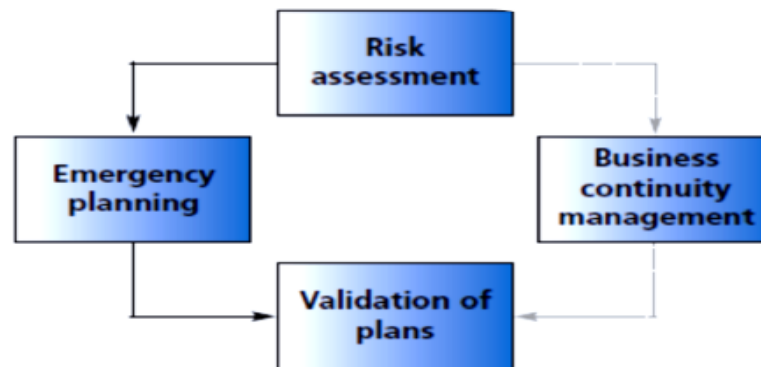 Risk
assessment
Emergency
planning
Business
continuity
management
Validation of
plans